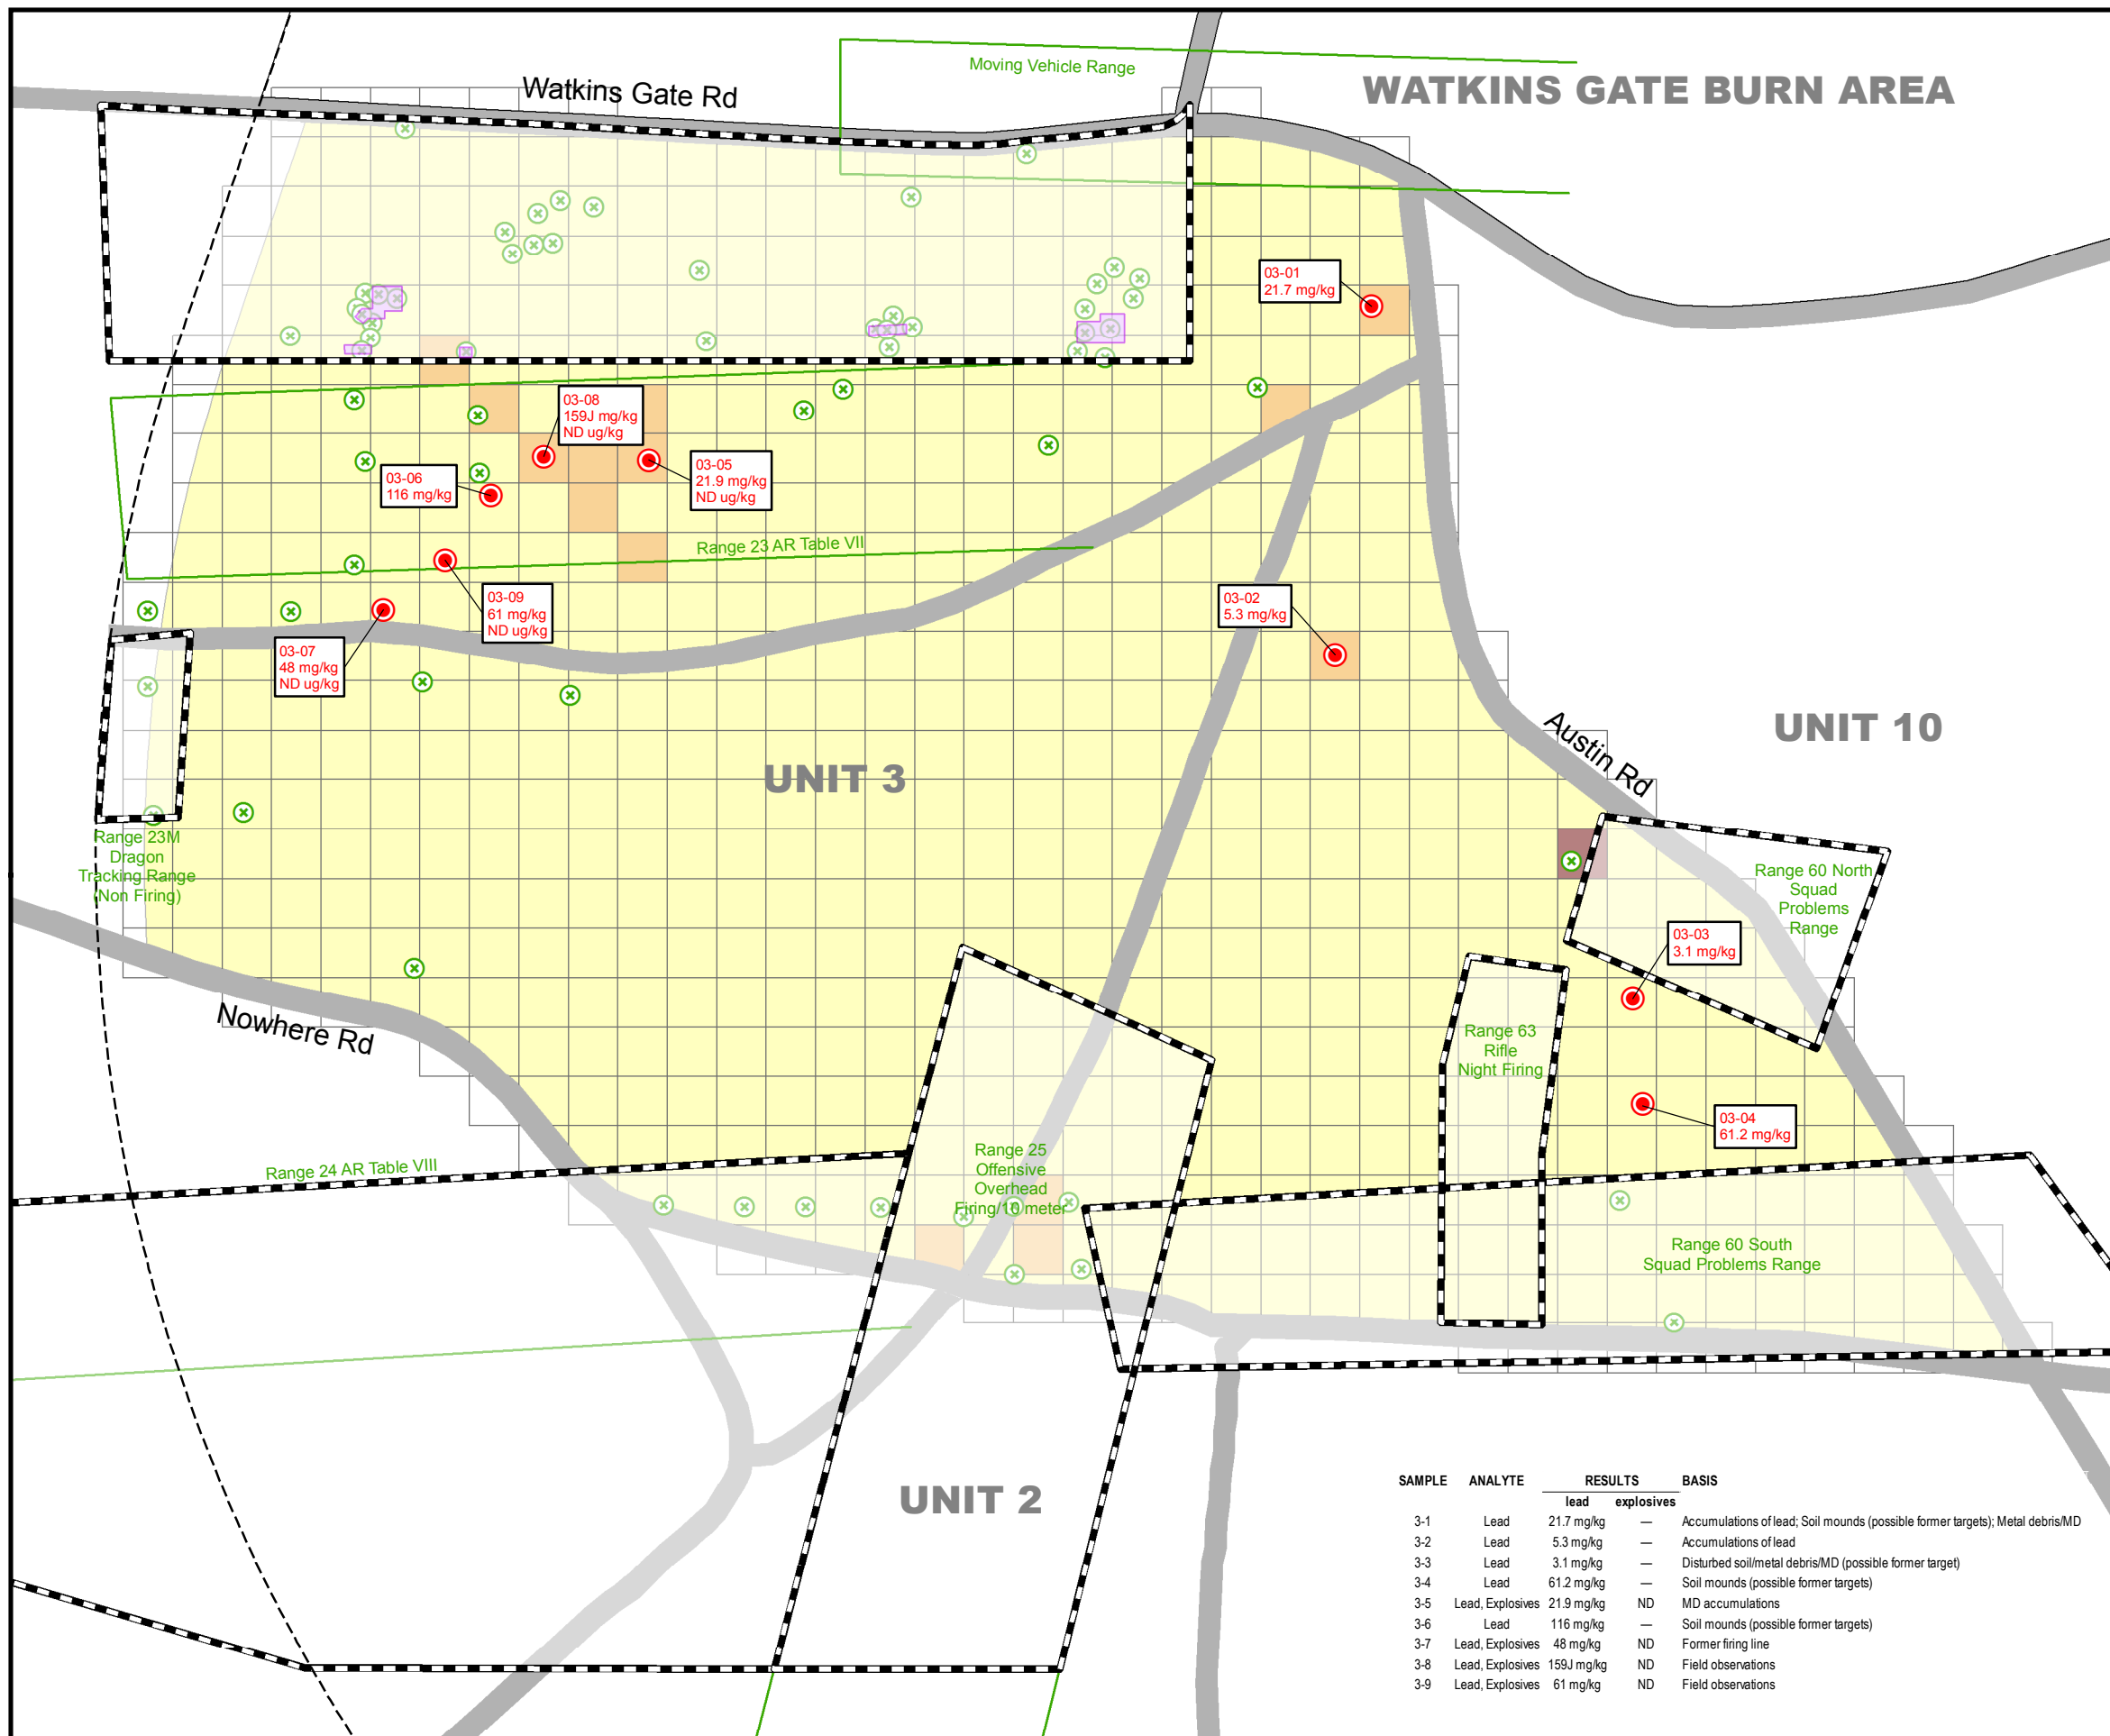 Moving Vehicle Range
WATKINS GATE BURN AREA
Watkins Gate Rd
03-01
21.7 mg/kg
03-08
159J mg/kg
ND ug/kg
03-06
116 mg/kg
03-05
21.9 mg/kg
ND ug/kg
Range 23 AR Table VII
03-09
61 mg/kg
ND ug/kg
03-02
5.3 mg/kg
03-07
48 mg/kg
ND ug/kg
UNIT 3
Austin Rd
UNIT 10
Range 23M
Dragon
Tracking Range
(Non Firing)
Range 60 North
Squad
Problems
Range
03-03
3.1 mg/kg
Nowhere Rd
Range 63
Rifle
Night Firing
03-04
61.2 mg/kg
Range 24 AR Table VIII
Range 25
Offensive
Overhead
Firing/10 meter
Range 60 South
Squad Problems Range
UNIT 2
SAMPLE ANALYTE RESULTS BASIS
lead explosives
3-1 Lead 21.7 mg/kg — Accumulations of lead; Soil mounds (possible former targets); Metal debris/MD
3-2 Lead 5.3 mg/kg — Accumulations of lead
3-3 Lead 3.1 mg/kg — Disturbed soil/metal debris/MD (possible former target)
3-4 Lead 61.2 mg/kg — Soil mounds (possible former targets)
3-5 Lead, Explosives 21.9 mg/kg ND MD accumulations
3-6 Lead 116 mg/kg — Soil mounds (possible former targets)
3-7 Lead, Explosives 48 mg/kg ND Former firing line
3-8 Lead, Explosives 159J mg/kg ND Field observations
3-9 Lead, Explosives 61 mg/kg ND Field observations